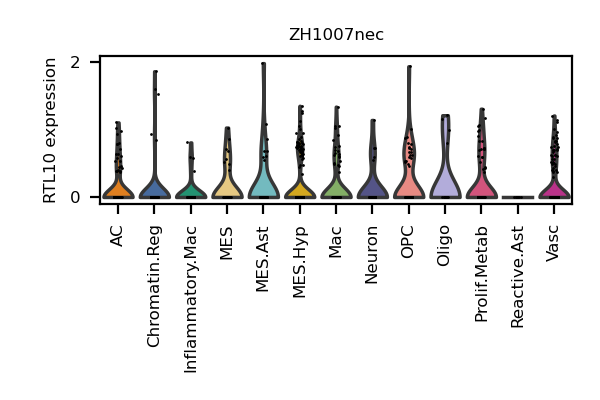 ZH1007nec
RTL10 expression
2
0
AC
Chromatin.Reg
Inflammatory.Mac
MES
MES.Ast
MES.Hyp
Mac
Neuron
OPC
Oligo
Prolif.Metab
Reactive.Ast
Vasc